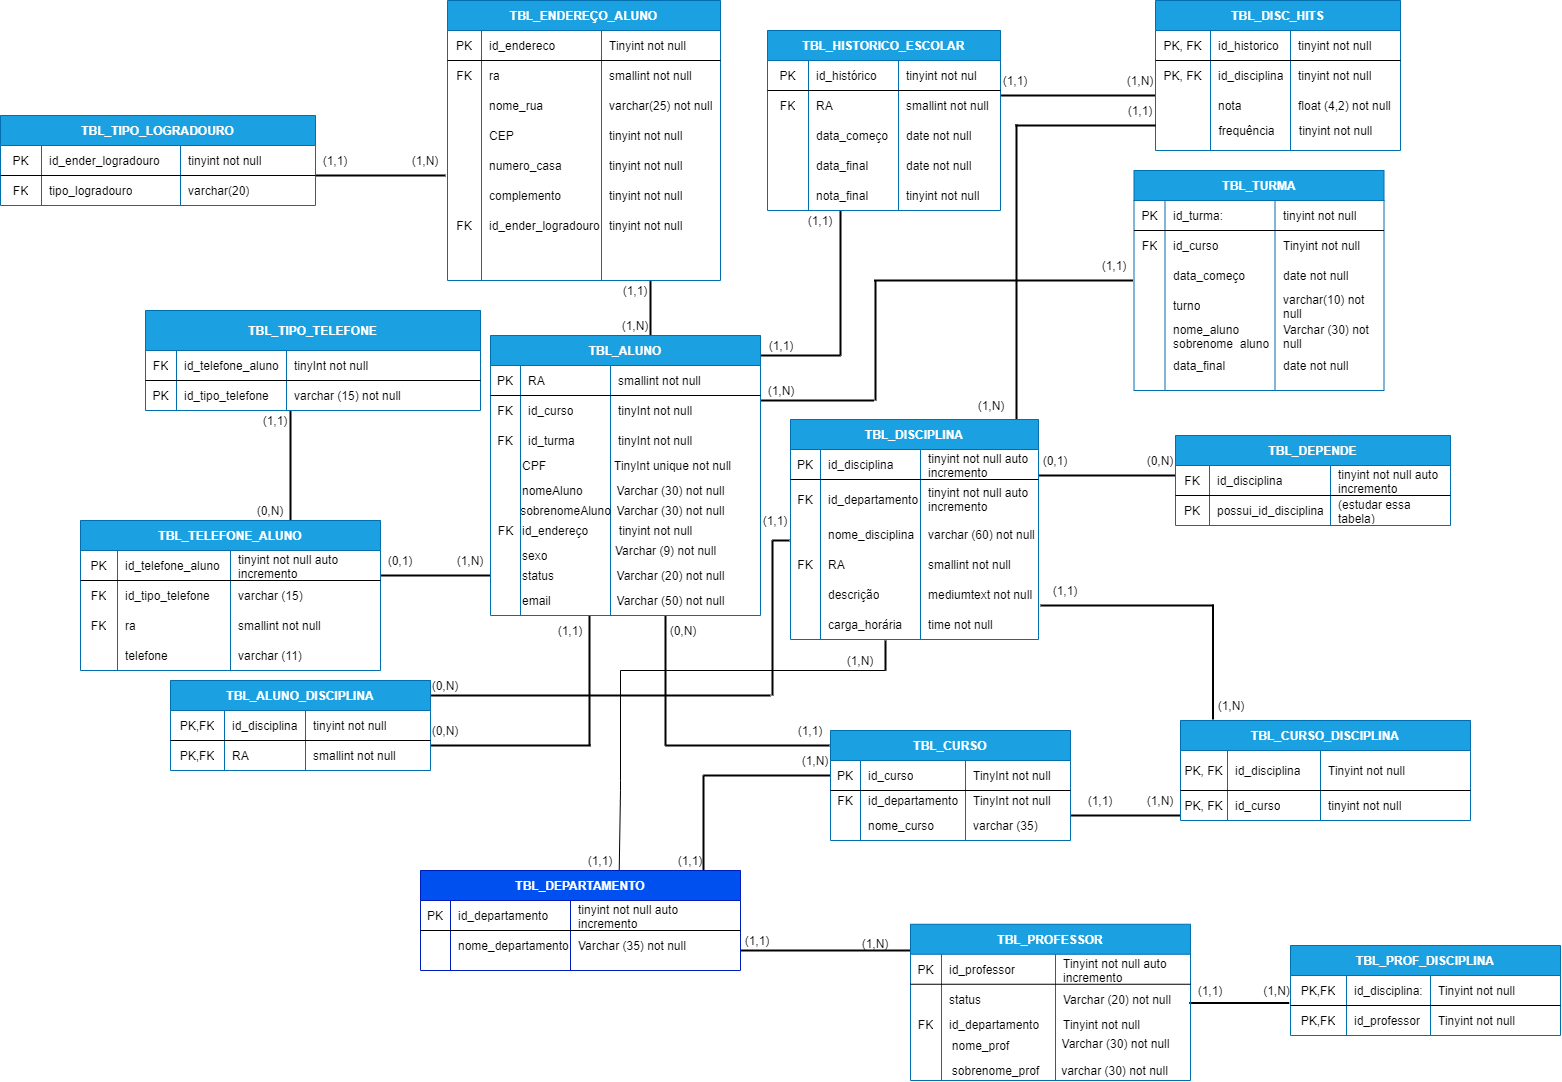 TBL_ENDEREÇO_ALUNO
PK id_endereco Tinyint not null
FK ra smallint not null
nome_rua varchar(25) not null
CEP tinyint not null
numero_casa tinyint not null
complemento tinyint not null
FK id_ender_logradouro tinyint not null
TBL_HISTORICO_ESCOLAR
PK id_histórico tinyint not nul
FK RA smallint not null
data_começo date not null
data_final date not null
nota_final tinyint not null
TBL_DISC_HITS
PK, FK id_historico tinyint not null
PK, FK id_disciplina tinyint not null
nota float (4,2) not null
frequência tinyint not null
(1,1) (1,N)
(1,1)
TBL_TIPO_LOGRADOURO
PK id_ender_logradouro tinyint not null
FK tipo_logradouro varchar(20)
(1,1) (1,N)
TBL_TURMA
PK id_turma: tinyint not null
FK id_curso Tinyint not null
data_começo date not null
turno varchar(10) not
null
nome_aluno Varchar (30) not
sobrenome_aluno null
data_final date not null
(1,1)
(1,1)
(1,1)
(1,N)
TBL_TIPO_TELEFONE
FK id_telefone_aluno tinyInt not null
PK id_tipo_telefone varchar (15) not null
(1,1)
(0,N)
TBL_ALUNO
PK RA smallint not null
FK id_curso tinyInt not null
FK id_turma tinyInt not null
CPF TinyInt unique not null
nomeAluno Varchar (30) not null
sobrenomeAluno Varchar (30) not null
FK id_endereço tinyint not null
sexo Varchar (9) not null
status Varchar (20) not null
email Varchar (50) not null
(1,1)
(1,N)
(1,N)
TBL_DISCIPLINA
PK id_disciplina tinyint not null auto
incremento
FK id_departamento tinyint not null auto
incremento
nome_disciplina varchar (60) not null
FK RA smallint not null
descrição mediumtext not null
carga_horária time not null
(0,1) (0,N)
TBL_DEPENDE
FK id_disciplina tinyint not null auto
incremento
PK possui_id_disciplina (estudar essa
tabela)
TBL_TELEFONE_ALUNO
PK id_telefone_aluno tinyint not null auto
incremento
FK id_tipo_telefone varchar (15)
FK ra smallint not null
telefone varchar (11)
(0,1) (1,N)
(1,1)
(1,1)
(1,1) (0,N)
(1,N)
TBL_ALUNO_DISCIPLINA
PK,FK id_disciplina tinyint not null
PK,FK RA smallint not null
(0,N)
(0,N)
(1,1)
(1,N)
(1,N)
TBL_CURSO
PK id_curso TinyInt not null
FK id_departamento TinyInt not null
nome_curso varchar (35)
(1,1) (1,N)
TBL_CURSO_DISCIPLINA
PK, FK id_disciplina Tinyint not null
PK, FK id_curso tinyint not null
(1,1) (1,1)
TBL_DEPARTAMENTO
PK id_departamento tinyint not null auto
incremento
nome_departamento Varchar (35) not null
(1,1) (1,N)
TBL_PROFESSOR
PK id_professor Tinyint not null auto
incremento
status Varchar (20) not null
FK id_departamento Tinyint not null
nome_prof Varchar (30) not null
sobrenome_prof varchar (30) not null
(1,1) (1,N)
TBL_PROF_DISCIPLINA
PK,FK id_disciplina: Tinyint not null
PK,FK id_professor Tinyint not null